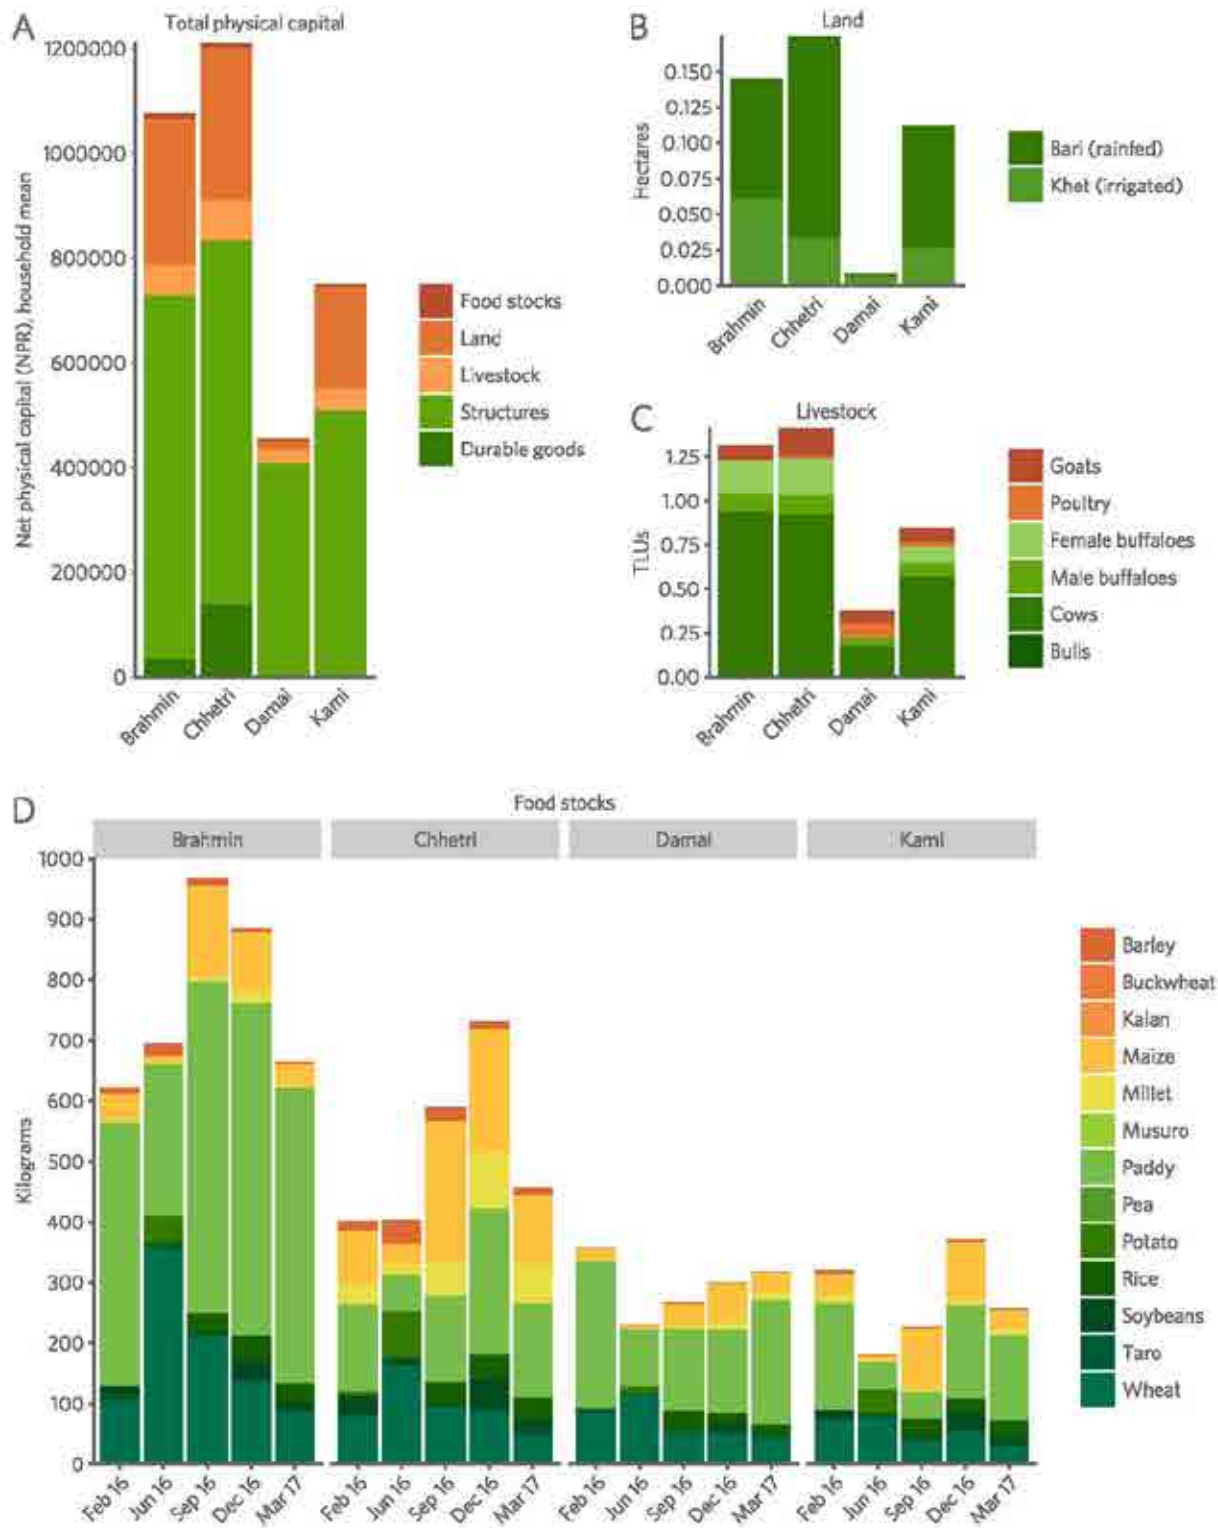 A
Total physical capital
Net physical capital (NPR), household mean
1200000
1000000
800000
600000
400000
200000
0
Brahmin
Chhetri
Damai
Kami
Food stocks
Land
Livestock
Structures
Durable goods
B
Land
Hectares
0.150
0.125
0.100
0.075
0.050
0.025
0.000
Brahmin
Chhetri
Damai
Kami
Bari (rainfed)
Khet (irrigated)
C
Livestock
TLUs
1.25
1.00
0.75
0.50
0.25
0.00
Brahmin
Chhetri
Damai
Kami
Goats
Poultry
Female buffaloes
Male buffaloes
Cows
Bulls
D
Food stocks
Brahmin
Chhetri
Damai
Kami
Kilograms
1000
900
800
700
600
500
400
300
200
100
0
Feb 16
Jun 16
Sep 16
Dec 16
Mar 17
Feb 16
Jun 16
Sep 16
Dec 16
Mar 17
Feb 16
Jun 16
Sep 16
Dec 16
Mar 17
Feb 16
Jun 16
Sep 16
Dec 16
Mar 17
Barley
Buckwheat
Kalan
Maize
Millet
Musuro
Paddy
Pea
Potato
Rice
Soybeans
Taro
Wheat